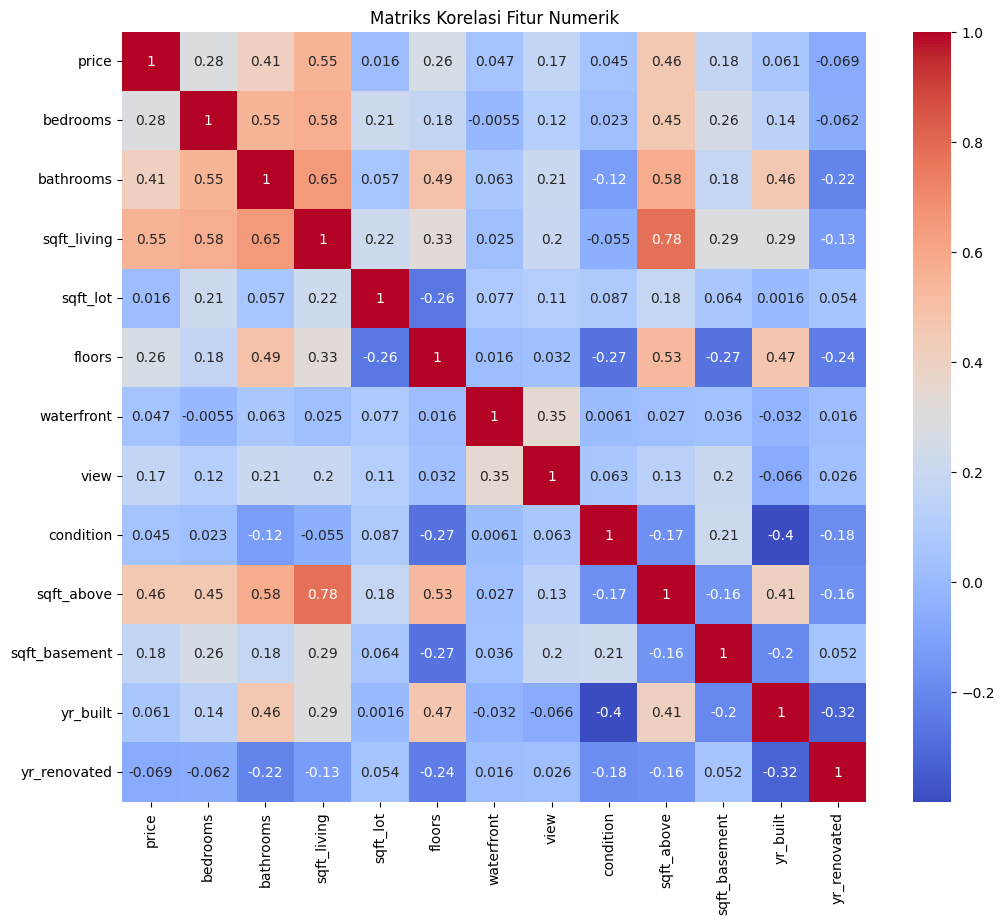 Matriks Korelasi Fitur Numerik
price 1 0.28 0.41 0.55 0.016 0.26 0.047 0.17 0.045 0.46 0.18 0.061 -0.069
bedrooms 0.28 1 0.55 0.58 0.21 0.18 -0.0055 0.12 0.023 0.45 0.26 0.14 -0.062
bathrooms 0.41 0.55 1 0.65 0.057 0.49 0.063 0.21 -0.12 0.58 0.18 0.46 -0.22
sqft_living 0.55 0.58 0.65 1 0.22 0.33 0.025 0.2 -0.055 0.78 0.29 0.29 -0.13
sqft_lot 0.016 0.21 0.057 0.22 1 -0.26 0.077 0.11 0.087 0.18 0.064 0.0016 0.054
floors 0.26 0.18 0.49 0.33 -0.26 1 0.016 0.032 -0.27 0.53 -0.27 0.47 -0.24
waterfront 0.047 -0.0055 0.063 0.025 0.077 0.016 1 0.35 0.0061 0.027 0.036 -0.032 0.016
view 0.17 0.12 0.21 0.2 0.11 0.032 0.35 1 0.063 0.13 0.2 -0.066 0.026
condition 0.045 0.023 -0.12 -0.055 0.087 -0.27 0.0061 0.063 1 -0.17 0.21 -0.4 -0.18
sqft_above 0.46 0.45 0.58 0.78 0.18 0.53 0.027 0.13 -0.17 1 -0.16 0.41 -0.16
sqft_basement 0.18 0.26 0.18 0.29 0.064 -0.27 0.036 0.2 0.21 -0.16 1 -0.2 0.052
yr_built 0.061 0.14 0.46 0.29 0.0016 0.47 -0.032 -0.066 -0.4 0.41 -0.2 1 -0.32
yr_renovated -0.069 -0.062 -0.22 -0.13 0.054 -0.24 0.016 0.026 -0.18 -0.16 0.052 -0.32 1
price bedrooms bathrooms sqft_living sqft_lot floors waterfront view condition sqft_above sqft_basement yr_built yr_renovated
1.0
0.8
0.6
0.4
0.2
0.0
−0.2